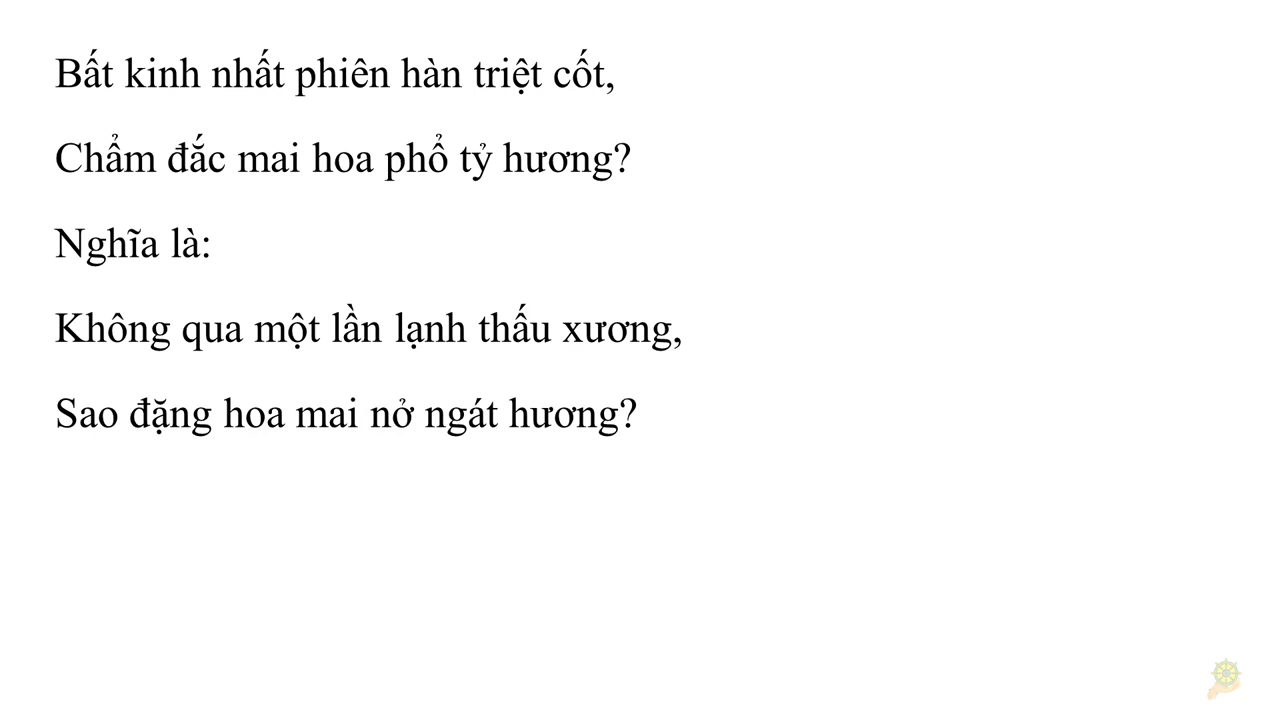 Bất kinh nhất phiên hàn triệt cốt,
Chẩm đắc mai hoa phổ tỷ hương?
Nghĩa là:
Không qua một lần lạnh thấu xương,
Sao đặng hoa mai nở ngát hương?